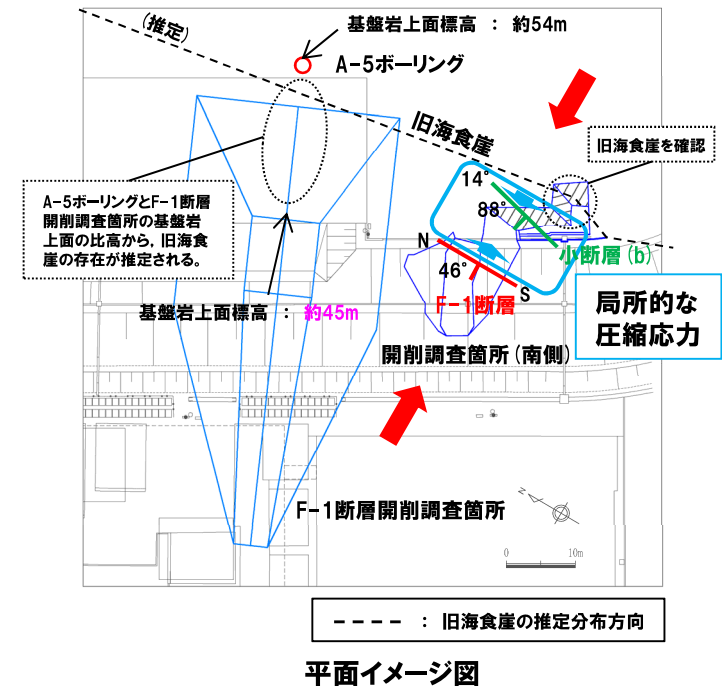 (推定)
基盤岩上面標高 ： 約54m
A-5ボーリング
旧海食崖
旧海食崖を確認
14°
88°
A-5ボーリングとF-1断層
開削調査箇所の基盤岩
上面の比高から，旧海食
崖の存在が推定される。
N
小断層(b)
46°
S
F-1断層
基盤岩上面標高 ： 約45m
局所的な
圧縮応力
開削調査箇所(南側)
F-1断層開削調査箇所
N
0 10m
---- ： 旧海食崖の推定分布方向
平面イメージ図